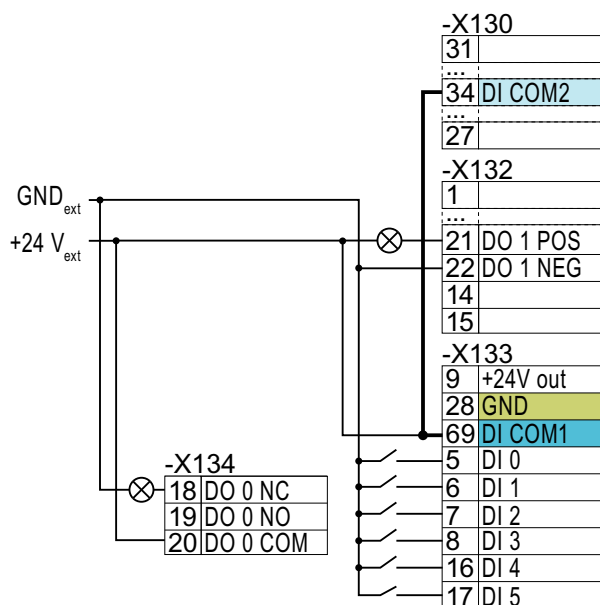 -X130
31
...
34 DI COM2
...
27
-X132
1
...
GND ext
+24 V ext
21 DO 1 POS
22 DO 1 NEG
14
15
-X133
9 +24V out
28 GND
69 DI COM1
5 DI 0
6 DI 1
7 DI 2
8 DI 3
16 DI 4
17 DI 5
-X134
18 DO 0 NC
19 DO 0 NO
20 DO 0 COM